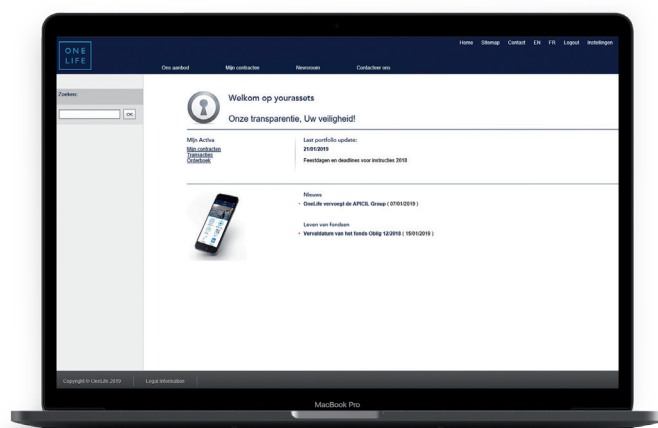 Home Sitemap Contact EN FR Logout Instellingen
ONE
LIFE
Ons aanbod Mijn contracten Newsroom Contacteer ons
Zoeken:
OK
Welkom op yourassets
Onze transparentie, Uw veiligheid!
Mijn Activa
Mijn contracten
Transacties
Orderboek
Last portfolio update:
21/01/2019
Feestdagen en deadlines voor instructies 2018
Nieuws
• OneLife vervoegt de APICIL Group ( 07/01/2019 )
Leven van fondsen
• Vervaldatum van het fonds Oblig 12/2018 ( 15/01/2019 )
Copyright © OneLife 2019 Legal Information
MacBook Pro